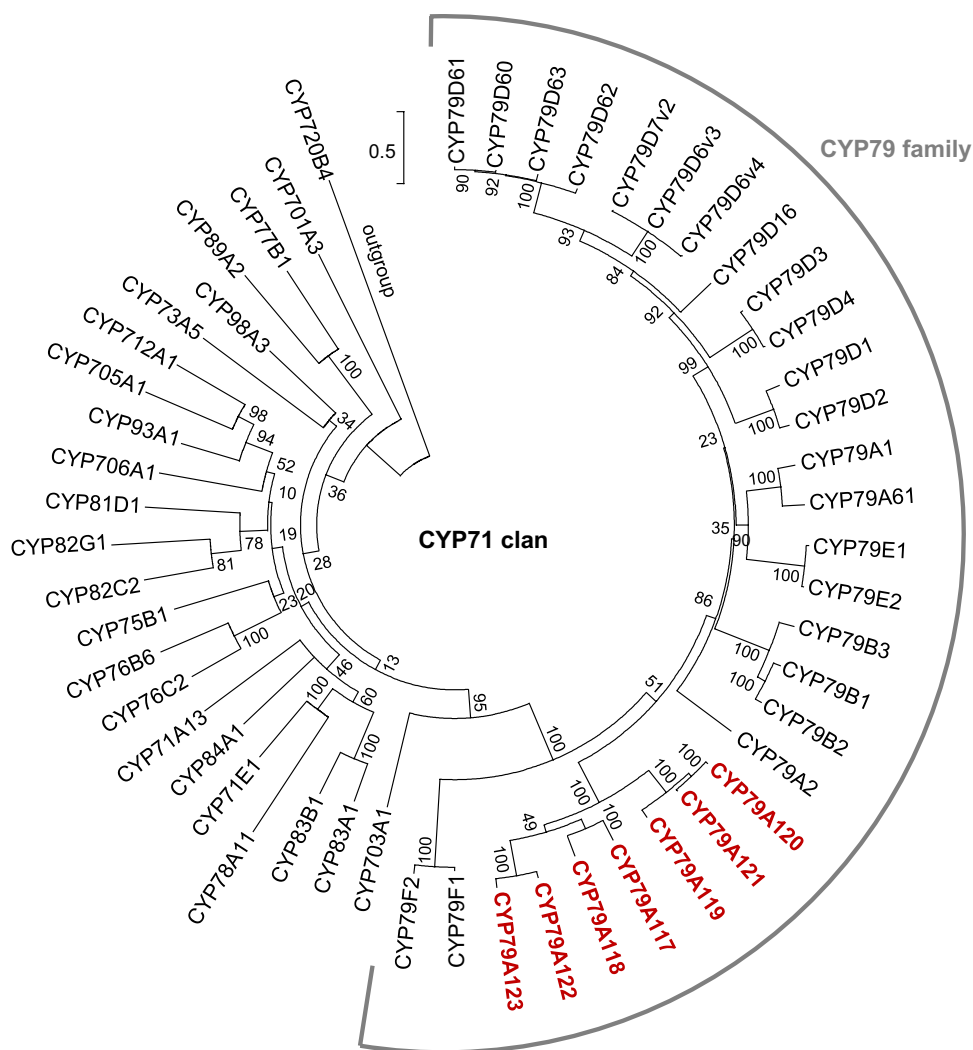 CYP79D61
CYP79D60
CYP79D63
CYP79D62
CYP79D7v2
CYP79D6v3
CYP79D6v4
CYP79D16
CYP79D3
CYP79D4
CYP79D1
CYP79D2
CYP79A1
CYP79A61
CYP79E1
CYP79E2
CYP79B3
CYP79B1
CYP79B2
CYP79A2
CYP79A120
CYP79A121
CYP79A119
CYP79A117
CYP79A118
CYP79A122
CYP79A123
CYP79F1
CYP79F2
CYP703A1
CYP83A1
CYP83B1
CYP78A11
CYP71E1
CYP84A1
CYP71A13
CYP76C2
CYP76B6
CYP75B1
CYP82C2
CYP82G1
CYP81D1
CYP706A1
CYP93A1
CYP705A1
CYP712A1
CYP73A5
CYP98A3
CYP89A2
CYP77B1
CYP701A3
CYP720B4
outgroup
0.5
CYP79 family
CYP71 clan
90
92
100
93
100
84
92
100
99
100
23
100
35
90
100
86
100
100
51
100
100
100
100
49
100
100
100
95
13
60
100
100
46
20
23
100
28
19
78
81
10
52
94
98
36
34
100